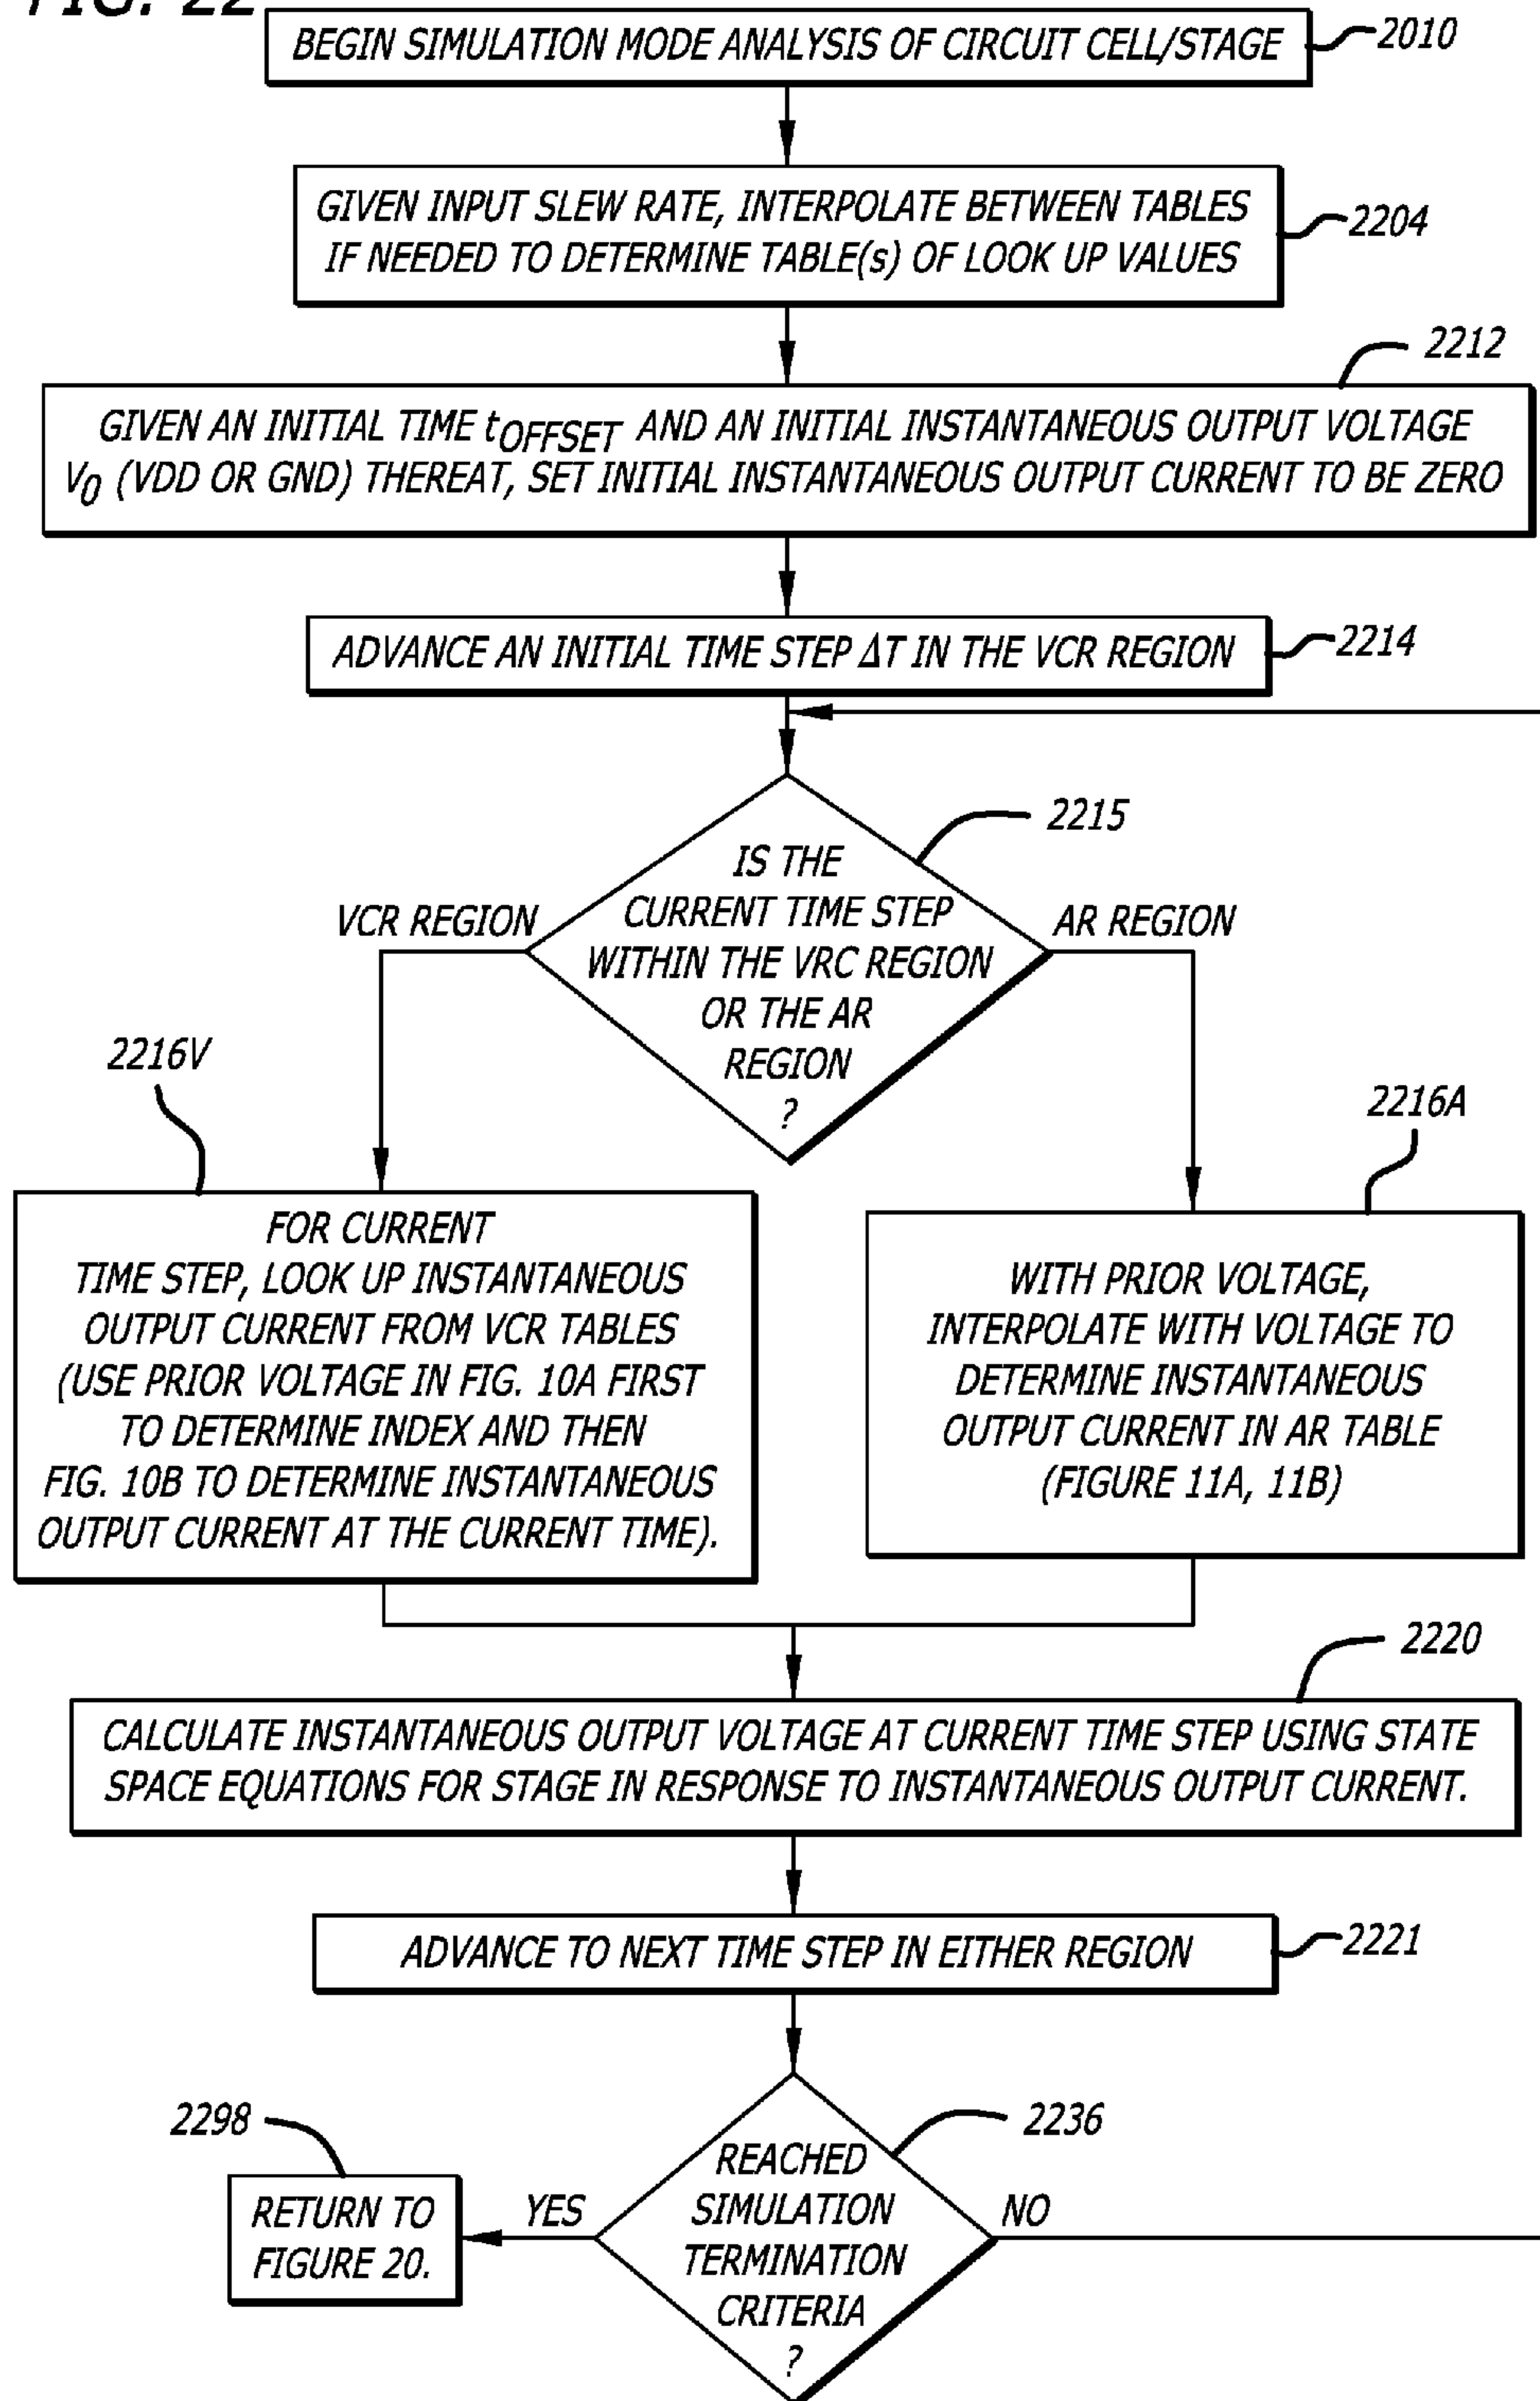 FIG. 22
BEGIN SIMULATION MODE ANALYSIS OF CIRCUIT CELL/STAGE
2010
GIVEN INPUT SLEW RATE, INTERPOLATE BETWEEN TABLES
IF NEEDED TO DETERMINE TABLE(s) OF LOOK UP VALUES
2204
2212
GIVEN AN INITIAL TIME tOFFSET AND AN INITIAL INSTANTANEOUS OUTPUT VOLTAGE
V0 (VDD OR GND) THEREAT, SET INITIAL INSTANTANEOUS OUTPUT CURRENT TO BE ZERO
ADVANCE AN INITIAL TIME STEP ΔT IN THE VCR REGION
2214
2215
IS THE
CURRENT TIME STEP
WITHIN THE VRC REGION
OR THE AR
REGION
?
VCR REGION
AR REGION
2216V
FOR CURRENT
TIME STEP, LOOK UP INSTANTANEOUS
OUTPUT CURRENT FROM VCR TABLES
(USE PRIOR VOLTAGE IN FIG. 10A FIRST
TO DETERMINE INDEX AND THEN
FIG. 10B TO DETERMINE INSTANTANEOUS
OUTPUT CURRENT AT THE CURRENT TIME).
2216A
WITH PRIOR VOLTAGE,
INTERPOLATE WITH VOLTAGE TO
DETERMINE INSTANTANEOUS
OUTPUT CURRENT IN AR TABLE
(FIGURE 11A, 11B)
2220
CALCULATE INSTANTANEOUS OUTPUT VOLTAGE AT CURRENT TIME STEP USING STATE
SPACE EQUATIONS FOR STAGE IN RESPONSE TO INSTANTANEOUS OUTPUT CURRENT.
ADVANCE TO NEXT TIME STEP IN EITHER REGION
2221
2236
REACHED
SIMULATION
TERMINATION
CRITERIA
?
YES
NO
2298
RETURN TO
FIGURE 20.